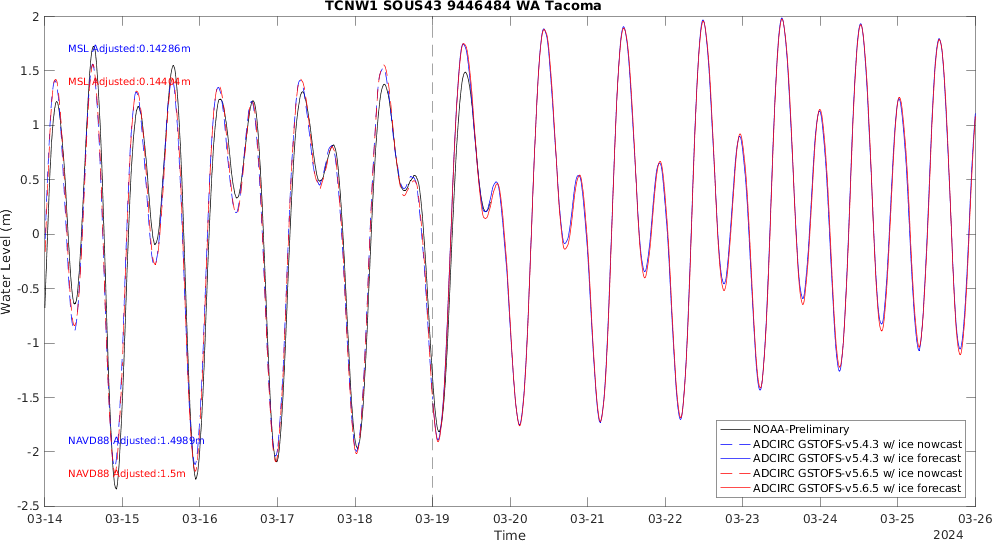 TCNW1 SOUS43 9446484 WA Tacoma
MSL Adjusted:0.14286m
MSL Adjusted:0.14404m
NAVD88 Adjusted:1.4989m
NAVD88 Adjusted:1.5m
Water Level (m)
2
1.5
1
0.5
0
-0.5
-1
-1.5
-2
-2.5
NOAA-Preliminary
ADCIRC GSTOFS-v5.4.3 w/ ice nowcast
ADCIRC GSTOFS-v5.4.3 w/ ice forecast
ADCIRC GSTOFS-v5.6.5 w/ ice nowcast
ADCIRC GSTOFS-v5.6.5 w/ ice forecast
03-14 03-15 03-16 03-17 03-18 03-19 03-20 03-21 03-22 03-23 03-24 03-25 03-26
Time
2024